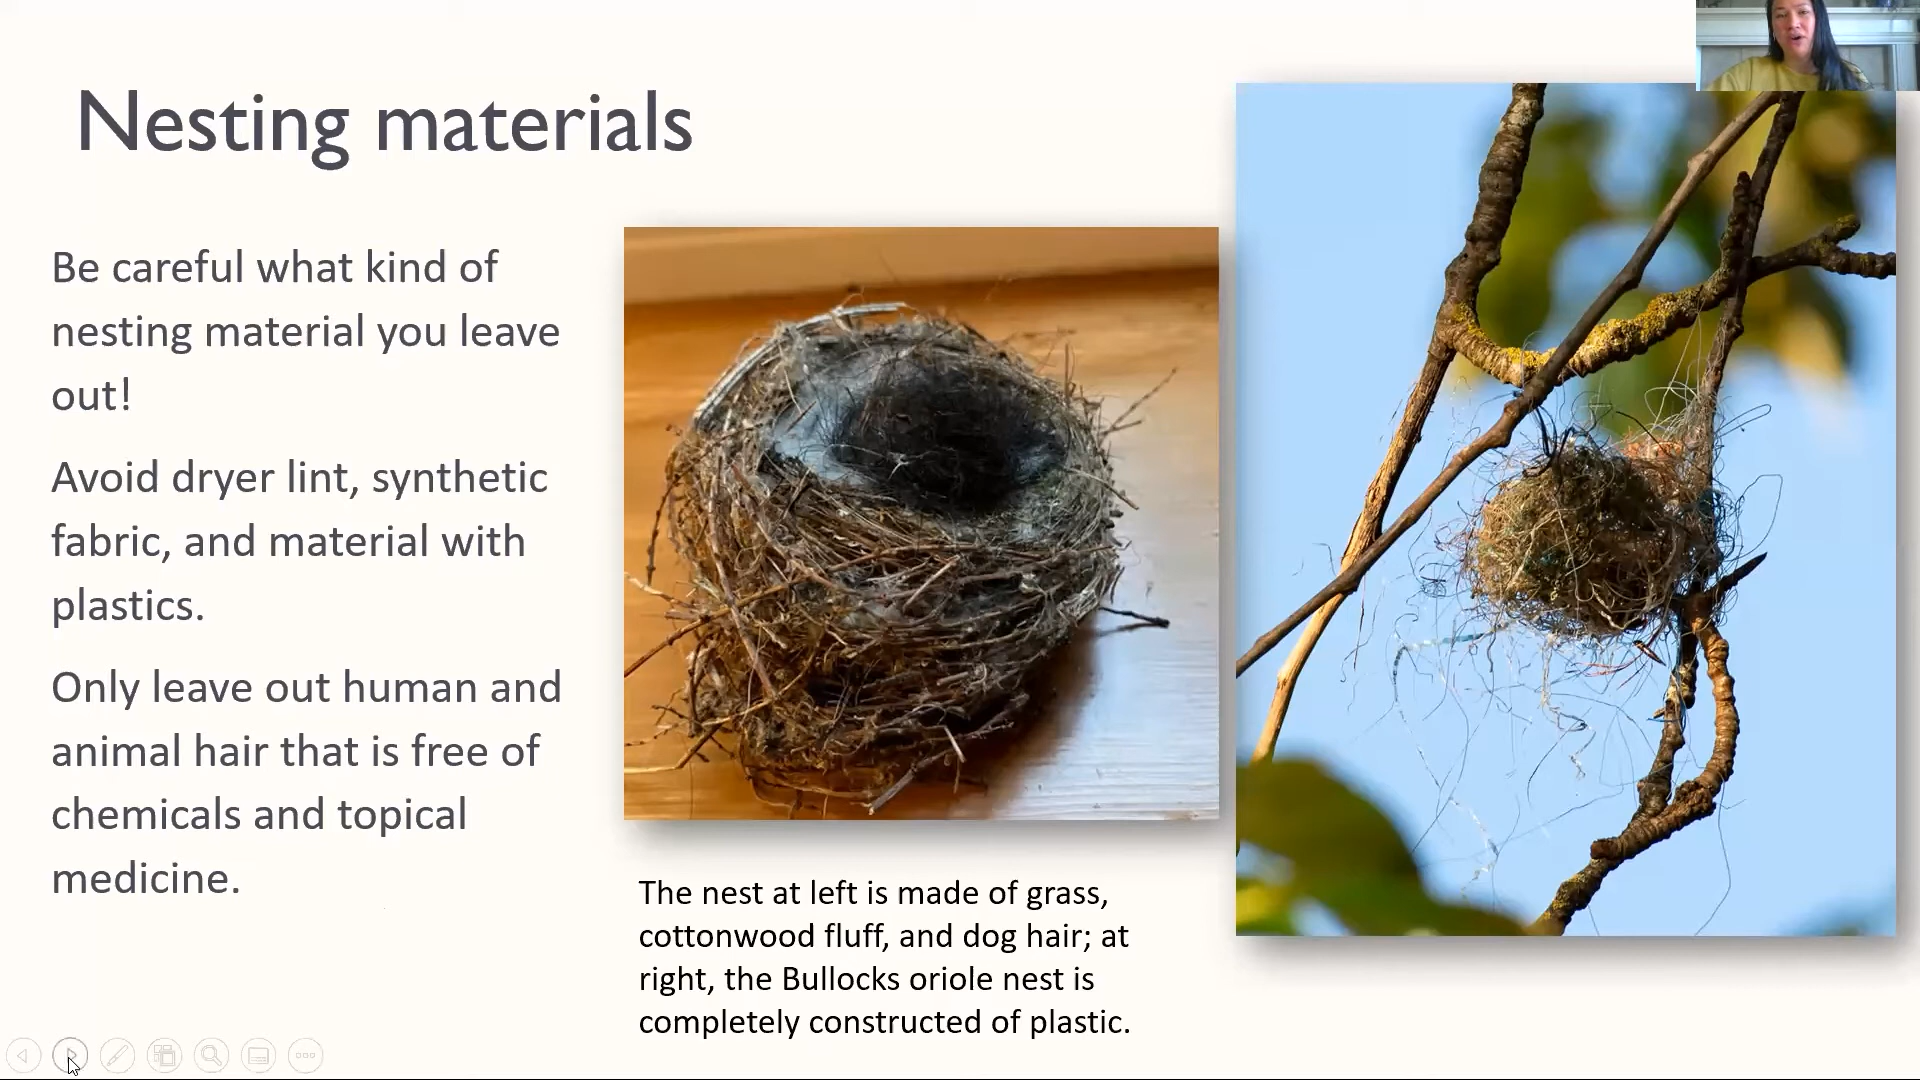 Nesting materials
Be careful what kind of
nesting material you leave
out!
Avoid dryer lint, synthetic
fabric, and material with
plastics.
Only leave out human and
animal hair that is free of
chemicals and topical
medicine.
The nest at left is made of grass,
cottonwood fluff, and dog hair; at
right, the Bullocks oriole nest is
completely constructed of plastic.